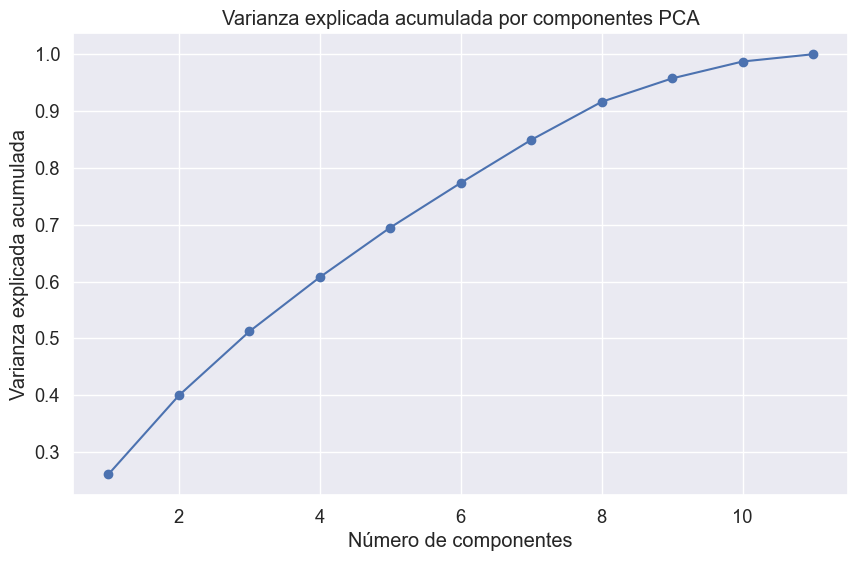 Varianza explicada acumulada por componentes PCA
Varianza explicada acumulada
1.0
0.9
0.8
0.7
0.6
0.5
0.4
0.3
2 4 6 8 10
Número de componentes